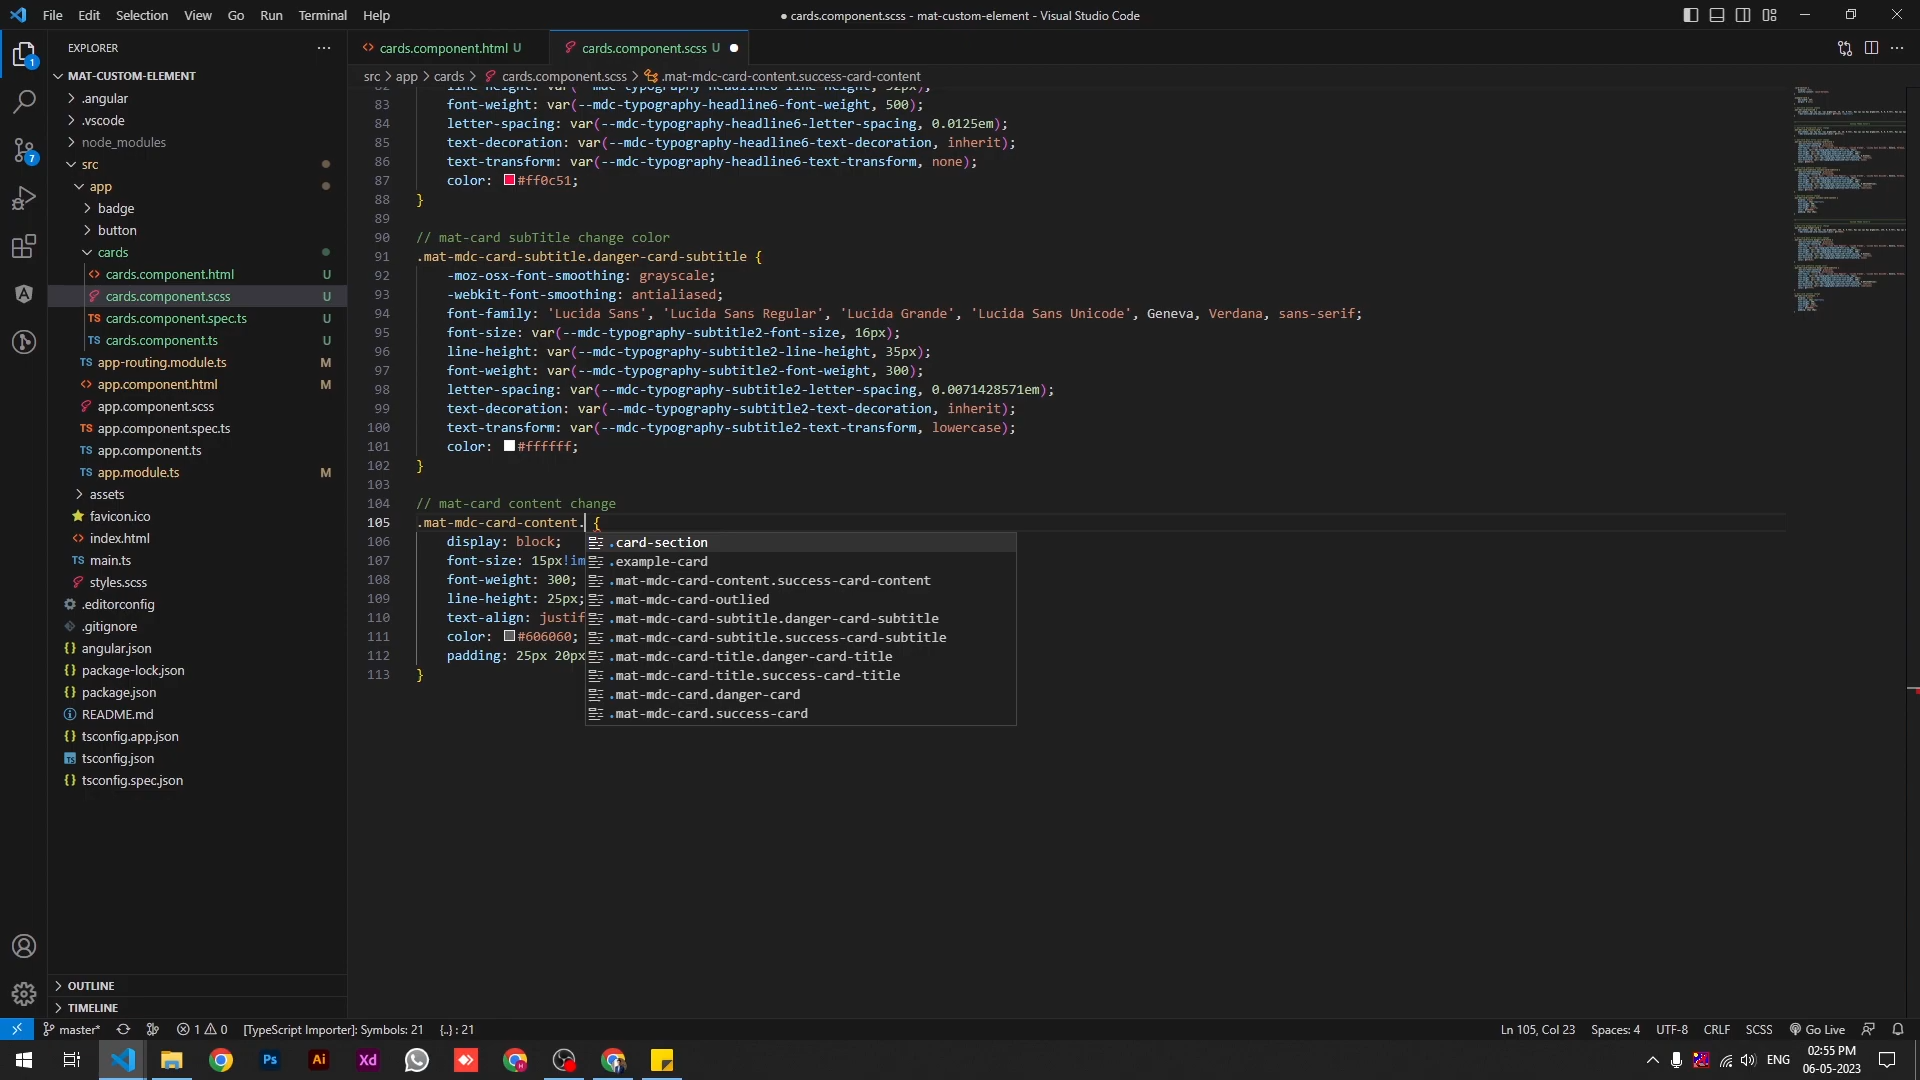 File Edit Selection View Go Run Terminal Help
● cards.component.scss - mat-custom-element - Visual Studio Code
EXPLORER
MAT-CUSTOM-ELEMENT
.angular
.vscode
node_modules
src
app
badge
button
cards
cards.component.html U
cards.component.scss U
cards.component.spec.ts U
cards.component.ts U
app-routing.module.ts M
app.component.html M
app.component.scss
app.component.spec.ts
app.component.ts
app.module.ts M
assets
favicon.ico
index.html
main.ts
styles.scss
.editorconfig
.gitignore
angular.json
package-lock.json
package.json
README.md
tsconfig.app.json
tsconfig.json
tsconfig.spec.json
OUTLINE
TIMELINE
cards.component.html U
cards.component.scss U
src > app > cards > cards.component.scss > .mat-mdc-card-content.success-card-content
82 line-height: var(--mdc-typography-headline6-line-height, 32px);
83 font-weight: var(--mdc-typography-headline6-font-weight, 500);
84 letter-spacing: var(--mdc-typography-headline6-letter-spacing, 0.0125em);
85 text-decoration: var(--mdc-typography-headline6-text-decoration, inherit);
86 text-transform: var(--mdc-typography-headline6-text-transform, none);
87 color: #ff0c51;
88 }
89
90 // mat-card subTitle change color
91 .mat-mdc-card-subtitle.danger-card-subtitle {
92 -moz-osx-font-smoothing: grayscale;
93 -webkit-font-smoothing: antialiased;
94 font-family: 'Lucida Sans', 'Lucida Sans Regular', 'Lucida Grande', 'Lucida Sans Unicode', Geneva, Verdana, sans-serif;
95 font-size: var(--mdc-typography-subtitle2-font-size, 16px);
96 line-height: var(--mdc-typography-subtitle2-line-height, 35px);
97 font-weight: var(--mdc-typography-subtitle2-font-weight, 300);
98 letter-spacing: var(--mdc-typography-subtitle2-letter-spacing, 0.0071428571em);
99 text-decoration: var(--mdc-typography-subtitle2-text-decoration, inherit);
100 text-transform: var(--mdc-typography-subtitle2-text-transform, lowercase);
101 color: #ffffff;
102 }
103
104 // mat-card content change
105 .mat-mdc-card-content. {
106 display: block;
107 font-size: 15px!im
108 font-weight: 300;
109 line-height: 25px;
110 text-align: justif
111 color: #606060;
112 padding: 25px 20px
113 }
.card-section
.example-card
.mat-mdc-card-content.success-card-content
.mat-mdc-card-outlied
.mat-mdc-card-subtitle.danger-card-subtitle
.mat-mdc-card-subtitle.success-card-subtitle
.mat-mdc-card-title.danger-card-title
.mat-mdc-card-title.success-card-title
.mat-mdc-card.danger-card
.mat-mdc-card.success-card
1
7
master* 1 0 [TypeScript Importer]: Symbols: 21 {..} : 21
Ln 105, Col 23 Spaces: 4 UTF-8 CRLF SCSS Go Live
Ps Ai Xd
ENG
02:55 PM
06-05-2023